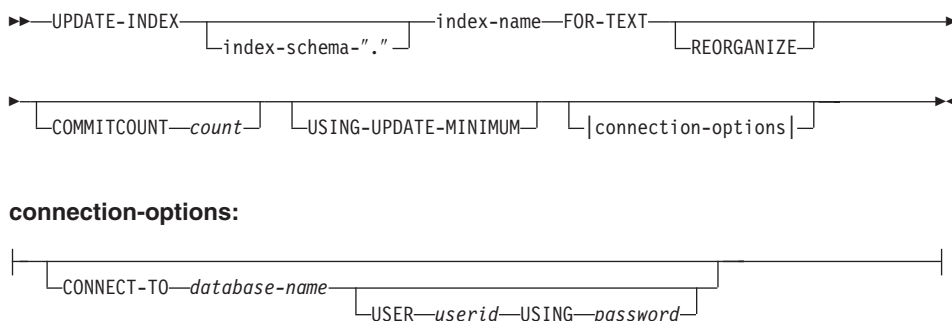 UPDATE-INDEX index-name FOR-TEXT
index-schema-"." REORGANIZE
COMMITCOUNT count USING-UPDATE-MINIMUM |connection-options|
connection-options:
CONNECT-TO database-name
USER userid USING password